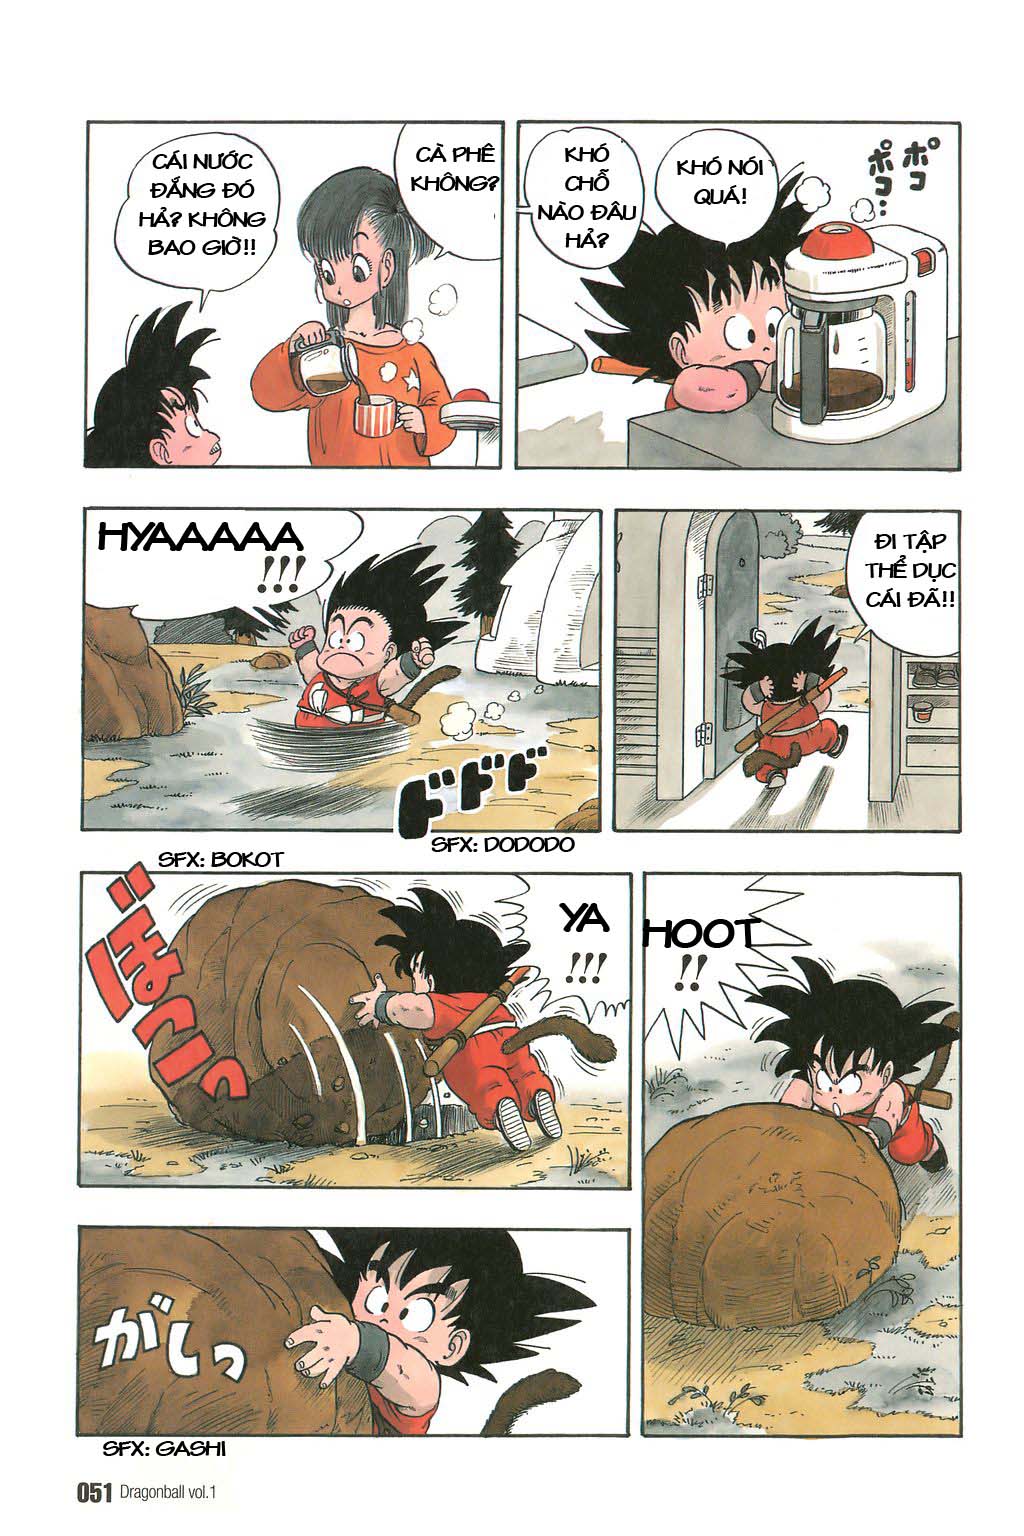 KHÓ NÓI
QUÁ!
KHÓ
CHỖ
NÀO ĐÂU
HẢ?
ポコ
ポコ…
CÀ PHÊ
KHÔNG?
CÁI NƯỚC
ĐẮNG ĐÓ
HẢ? KHÔNG
BAO GIỜ!!
ĐI TẬP
THỂ DỤC
CÁI ĐÃ!!
HYAAAAA
!!!
ドドド
SFX: DODODO
HOOT
!!
YA
!!!
SFX: BOKOT
ぼこっ
がしっ
SFX: GASHI
051 Dragonball vol.1